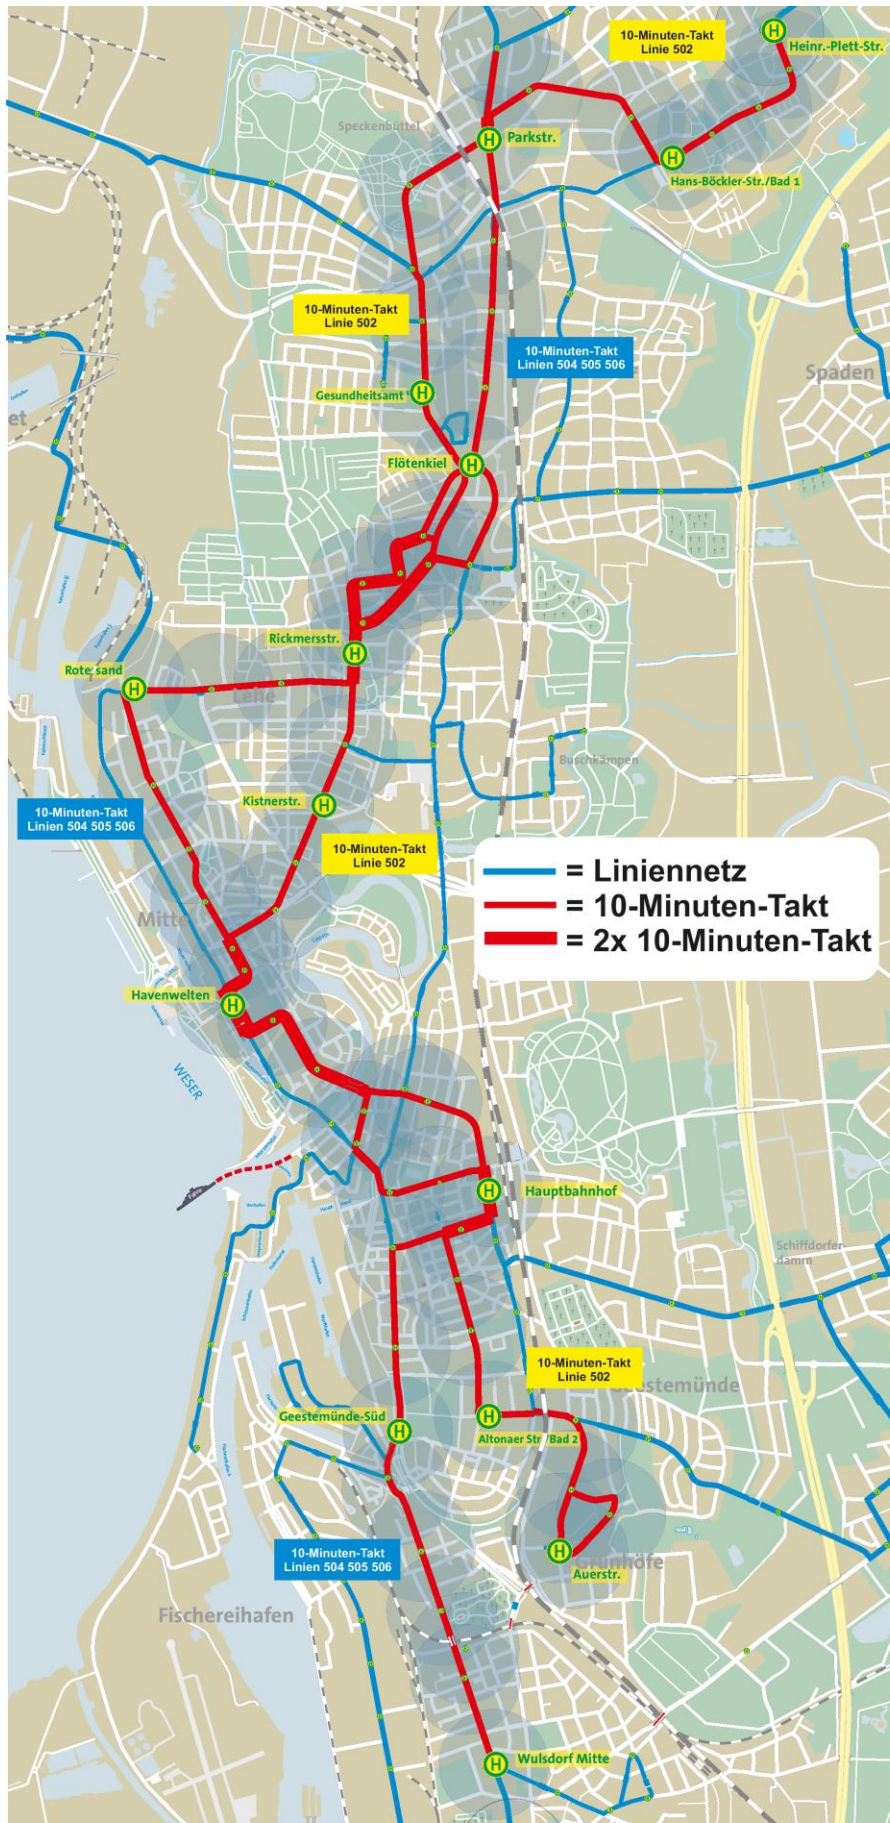 10-Minuten-Takt
Linie 502
Heinr.-Plett-Str.
Speckenbüttel
Parkstr.
Hans-Böckler-Str./Bad 1
10-Minuten-Takt
Linie 502
10-Minuten-Takt
Linien 504 505 506
Spaden
Gesundheitsamt
et
Flötenkiel
Rickmersstr.
Rotersand
Lehe
Buschkämpen
Kistnerstr.
10-Minuten-Takt
Linien 504 505 506
10-Minuten-Takt
Linie 502
= Liniennetz
= 10-Minuten-Takt
= 2x 10-Minuten-Takt
Mitte
Geeste
Havenwelten
WESER
Hauptbahnhof
Schiffdorfer-
damm
10-Minuten-Takt
Linie 502
Geestemünde
Geestemünde-Süd
Altonaer Str./Bad 2
10-Minuten-Takt
Linien 504 505 506
Grünhöfe
Auerstr.
Fischereihafen
Wulsdorf Mitte